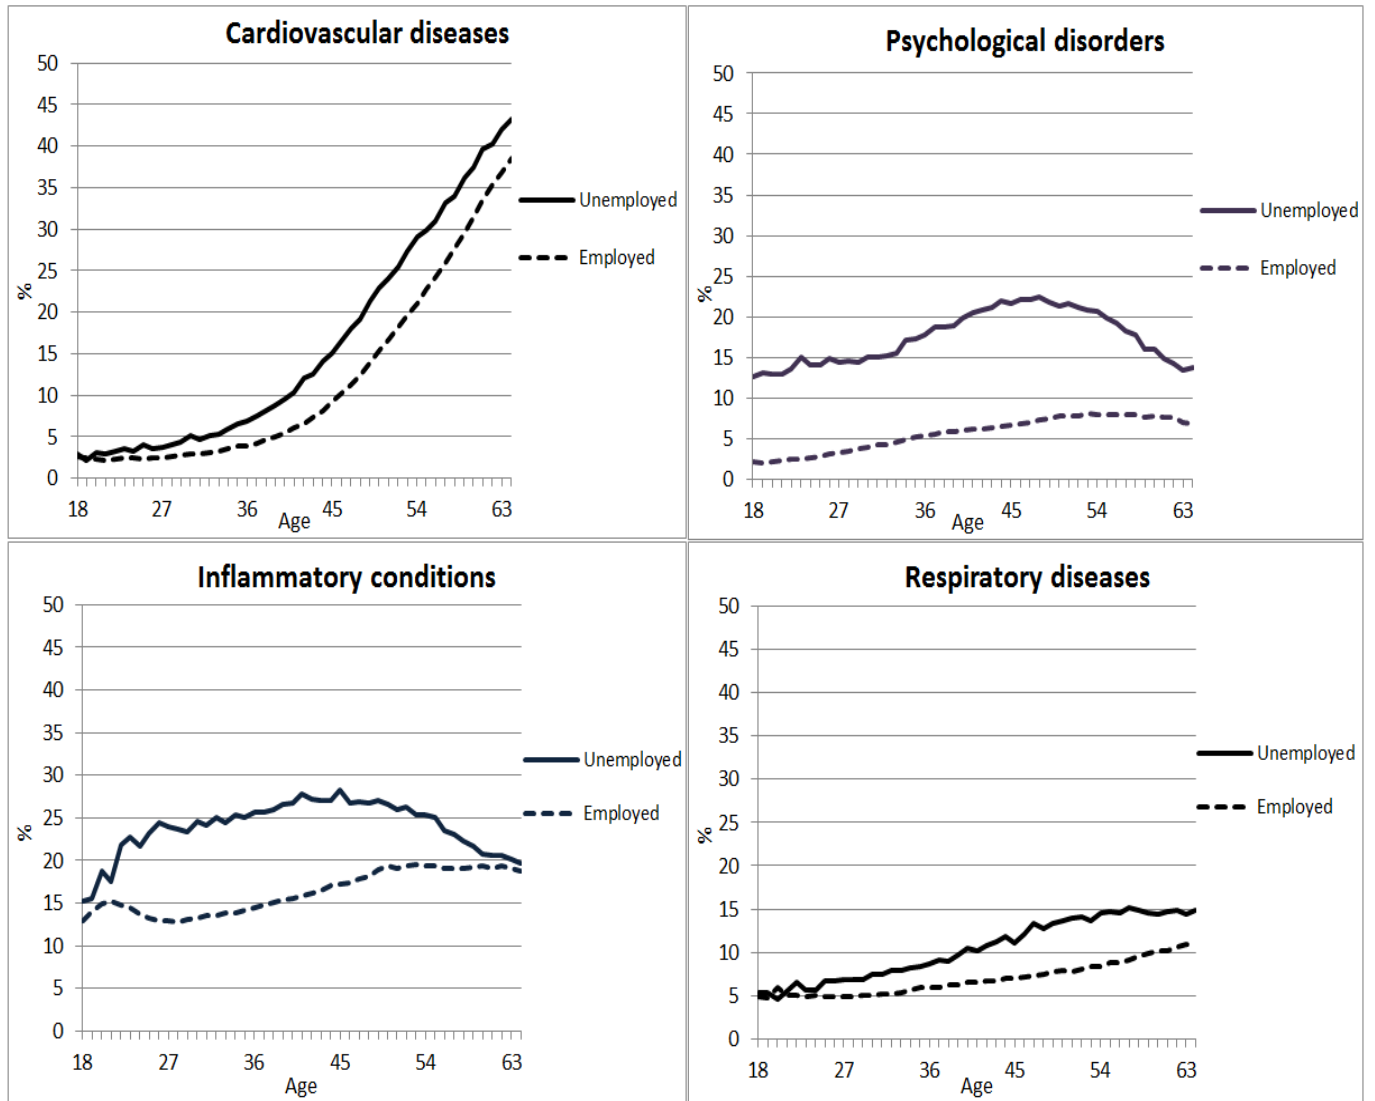 Cardiovascular diseases
50
45
40
35
30
25
20
15
10
5
0
%
18 27 36 45 54 63
Age
Unemployed
Employed
Psychological disorders
50
45
40
35
30
25
20
15
10
5
0
%
18 27 36 45 54 63
Age
Unemployed
Employed
Inflammatory conditions
50
45
40
35
30
25
20
15
10
5
0
%
18 27 36 45 54 63
Age
Unemployed
Employed
Respiratory diseases
50
45
40
35
30
25
20
15
10
5
0
%
18 27 36 45 54 63
Age
Unemployed
Employed